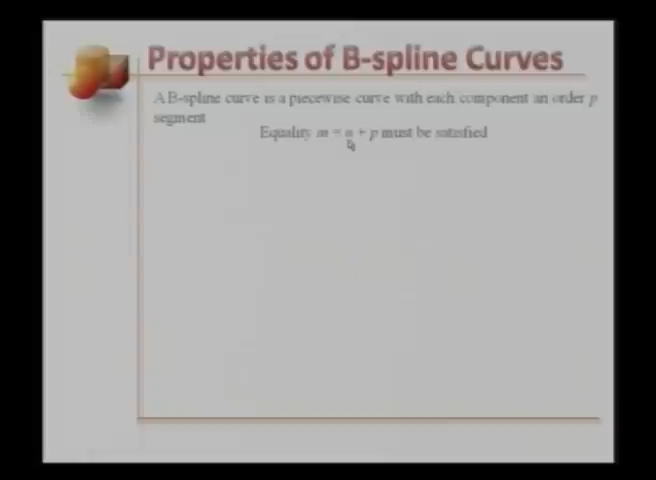 Properties of B-spline Curves
A B-spline curve is a piecewise curve with each component an order p
segment
Equality m = n + p must be satisfied